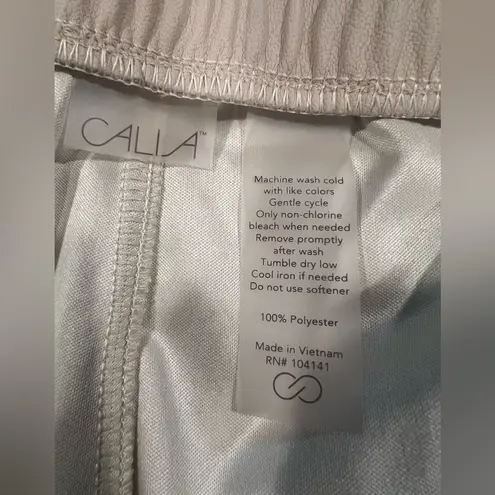 CALIA™
Machine wash cold
with like colors
Gentle cycle
Only non-chlorine
bleach when needed
Remove promptly
after wash
Tumble dry low
Cool iron if needed
Do not use softener
100% Polyester
Made in Vietnam
RN# 104141